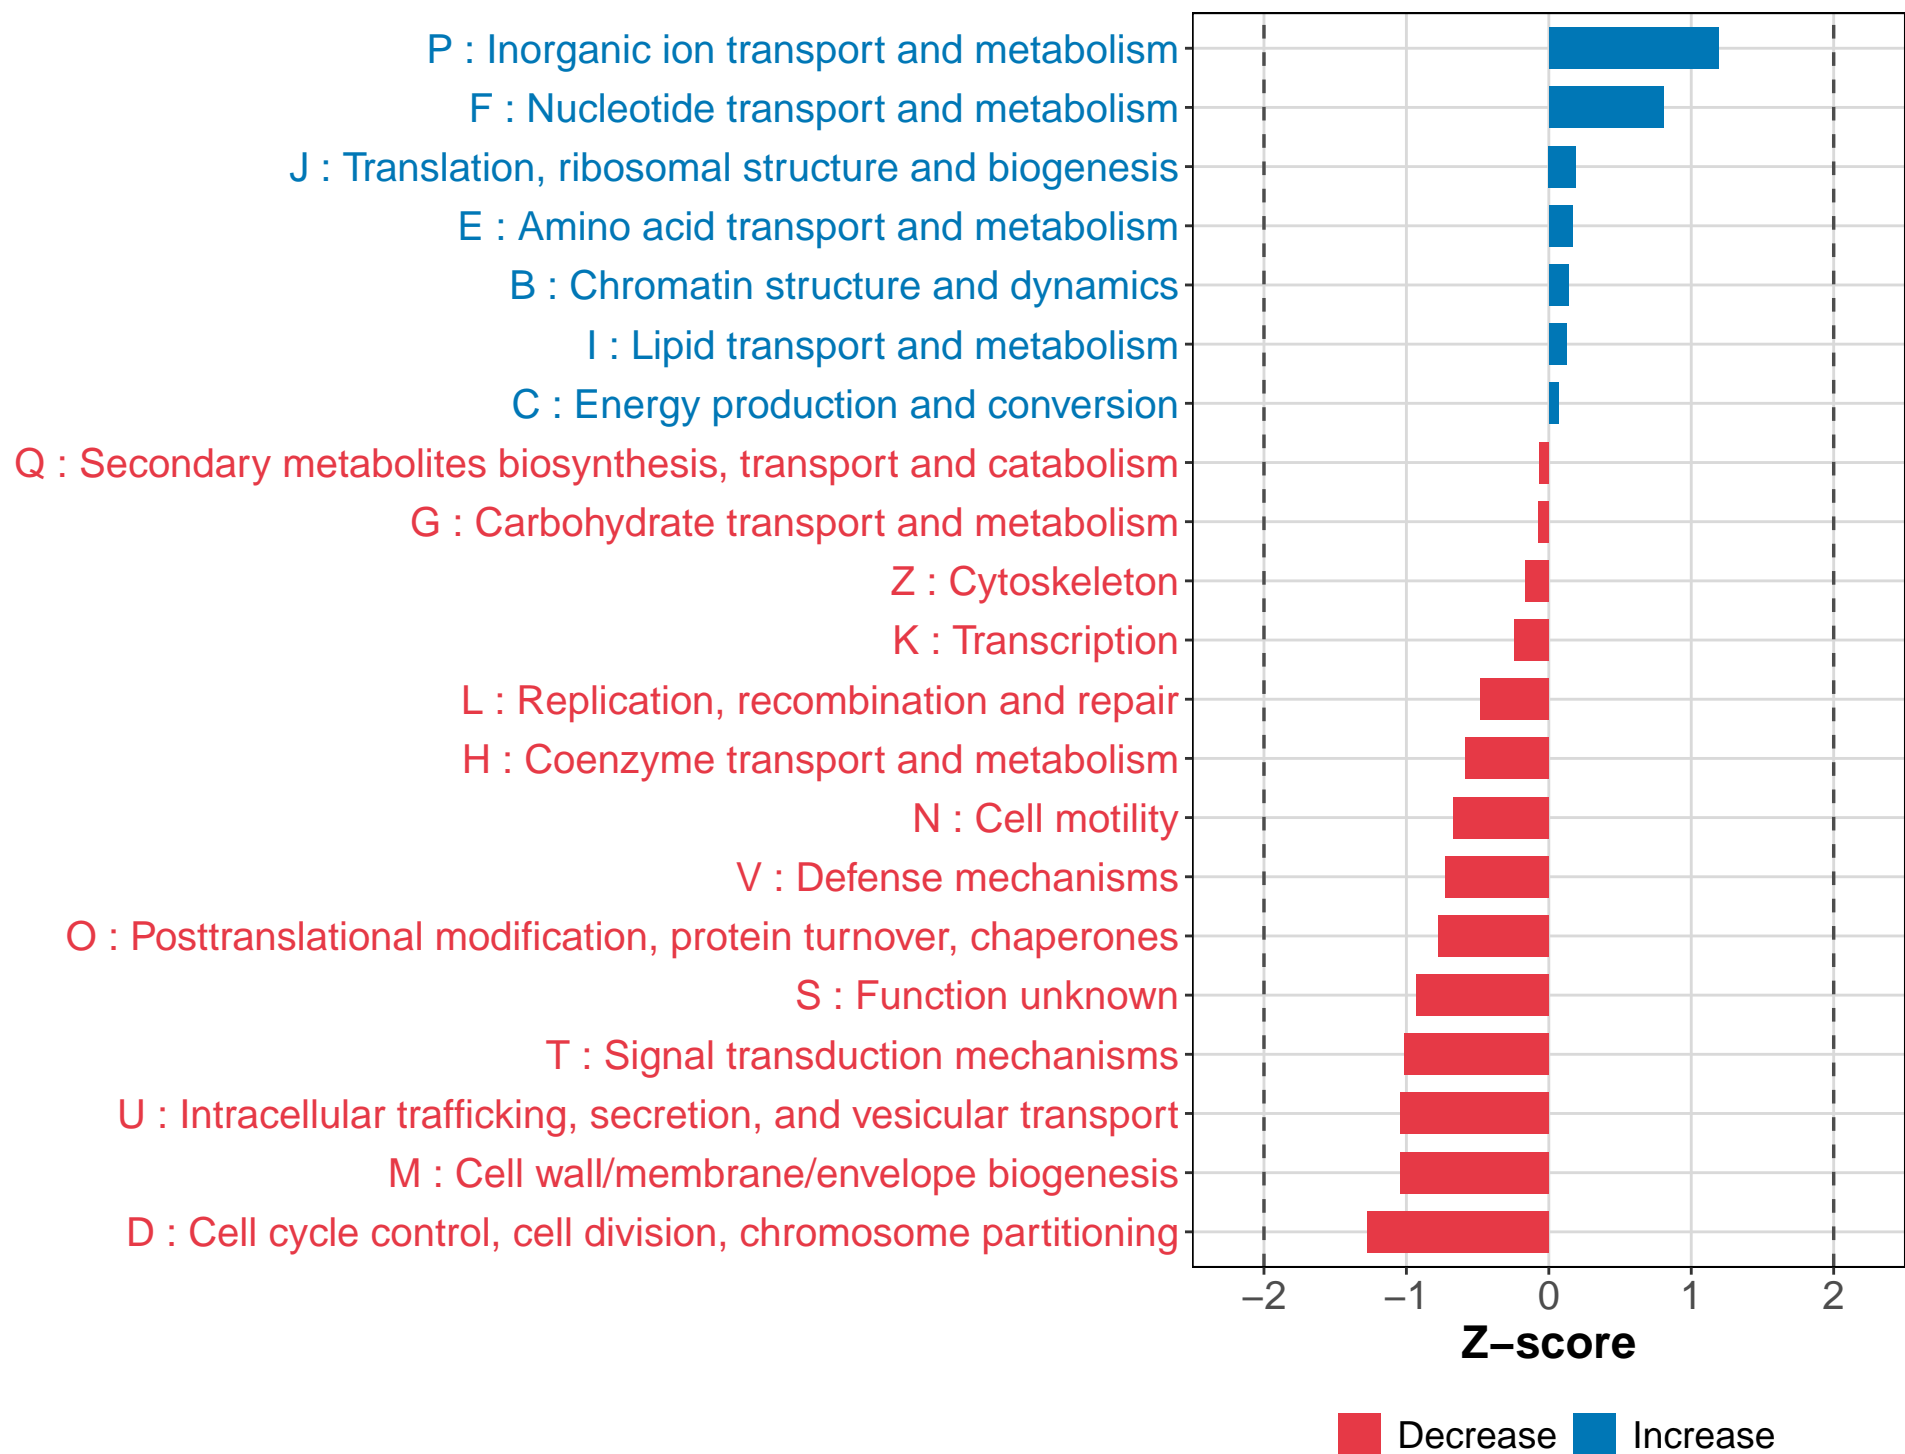 P : Inorganic ion transport and metabolism
F : Nucleotide transport and metabolism
J : Translation, ribosomal structure and biogenesis
E : Amino acid transport and metabolism
B : Chromatin structure and dynamics
I : Lipid transport and metabolism
C : Energy production and conversion
Q : Secondary metabolites biosynthesis, transport and catabolism
G : Carbohydrate transport and metabolism
Z : Cytoskeleton
K : Transcription
L : Replication, recombination and repair
H : Coenzyme transport and metabolism
N : Cell motility
V : Defense mechanisms
O : Posttranslational modification, protein turnover, chaperones
S : Function unknown
T : Signal transduction mechanisms
U : Intracellular trafficking, secretion, and vesicular transport
M : Cell wall/membrane/envelope biogenesis
D : Cell cycle control, cell division, chromosome partitioning
−2 −1 0 1 2
Z−score
Decrease Increase